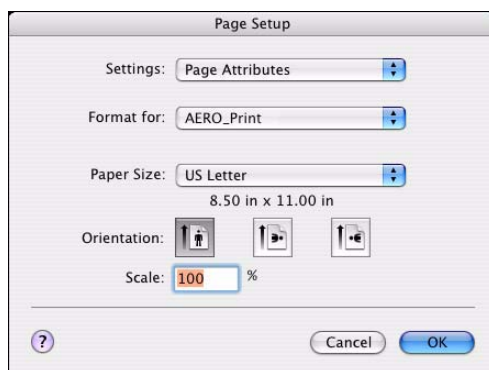 Page Setup
Settings: Page Attributes
Format for: AERO_Print
Paper Size: US Letter
8.50 in x 11.00 in
Orientation:
Scale: 100 %
? Cancel OK